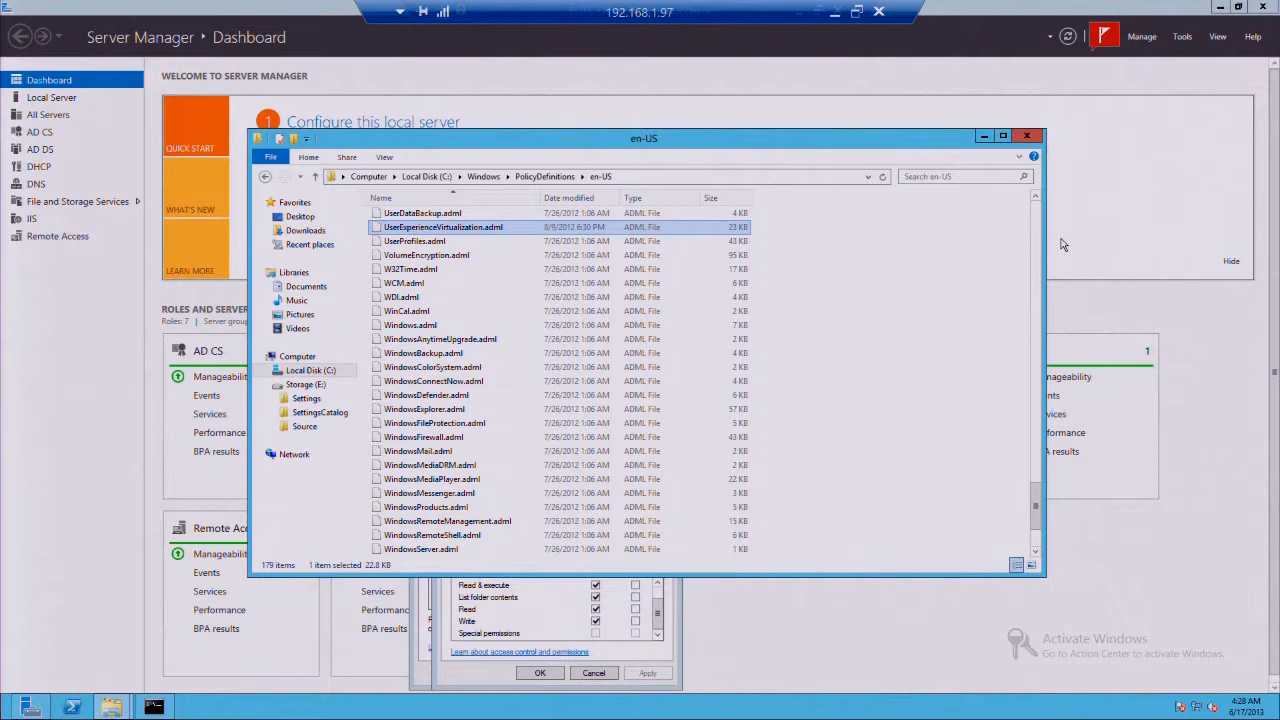 192.168.1.97
Server Manager • Dashboard
Manage Tools View Help
Dashboard
Local Server
All Servers
AD CS
AD DS
DHCP
DNS
File and Storage Services
IIS
Remote Access
WELCOME TO SERVER MANAGER
QUICK START
WHAT'S NEW
LEARN MORE
1 Configure this local server
Hide
ROLES AND SERVER
Roles: 7 | Server group
AD CS
Manageability
Events
Services
Performance
BPA results
1
Remote Acc
Manageability
Events
Services
Performance
BPA results
Services
Performance
BPA results
en-US
File Home Share View
Computer Local Disk (C:) Windows PolicyDefinitions en-US
Search en-US
Favorites
Desktop
Downloads
Recent places
Libraries
Documents
Music
Pictures
Videos
Computer
Local Disk (C:)
Storage (E:)
Settings
SettingsCatalog
Source
Network
Name Date modified Type Size
UserDataBackup.adml 7/26/2012 1:06 AM ADML File 4 KB
UserExperienceVirtualization.adml 8/9/2012 6:30 PM ADML File 23 KB
UserProfiles.adml 7/26/2012 1:06 AM ADML File 43 KB
VolumeEncryption.adml 7/26/2012 1:06 AM ADML File 95 KB
W32Time.adml 7/26/2012 1:06 AM ADML File 17 KB
WCM.adml 7/26/2012 1:06 AM ADML File 6 KB
WDI.adml 7/26/2012 1:06 AM ADML File 4 KB
WinCal.adml 7/26/2012 1:06 AM ADML File 2 KB
Windows.adml 7/26/2012 1:06 AM ADML File 7 KB
WindowsAnytimeUpgrade.adml 7/26/2012 1:06 AM ADML File 2 KB
WindowsBackup.adml 7/26/2012 1:06 AM ADML File 4 KB
WindowsColorSystem.adml 7/26/2012 1:06 AM ADML File 2 KB
WindowsConnectNow.adml 7/26/2012 1:06 AM ADML File 4 KB
WindowsDefender.adml 7/26/2012 1:06 AM ADML File 6 KB
WindowsExplorer.adml 7/26/2012 1:06 AM ADML File 57 KB
WindowsFileProtection.adml 7/26/2012 1:06 AM ADML File 5 KB
WindowsFirewall.adml 7/26/2012 1:06 AM ADML File 43 KB
WindowsMail.adml 7/26/2012 1:06 AM ADML File 2 KB
WindowsMediaDRM.adml 7/26/2012 1:06 AM ADML File 2 KB
WindowsMediaPlayer.adml 7/26/2012 1:06 AM ADML File 22 KB
WindowsMessenger.adml 7/26/2012 1:06 AM ADML File 3 KB
WindowsProducts.adml 7/26/2012 1:06 AM ADML File 5 KB
WindowsRemoteManagement.adml 7/26/2012 1:06 AM ADML File 15 KB
WindowsRemoteShell.adml 7/26/2012 1:06 AM ADML File 6 KB
WindowsServer.adml 7/26/2012 1:06 AM ADML File 1 KB
179 items 1 item selected 22.8 KB
Read & execute
List folder contents
Read
Write
Special permissions
Learn about access control and permissions
OK Cancel Apply
Activate Windows
Go to Action Center to activate Windows.
4:28 AM
6/17/2013